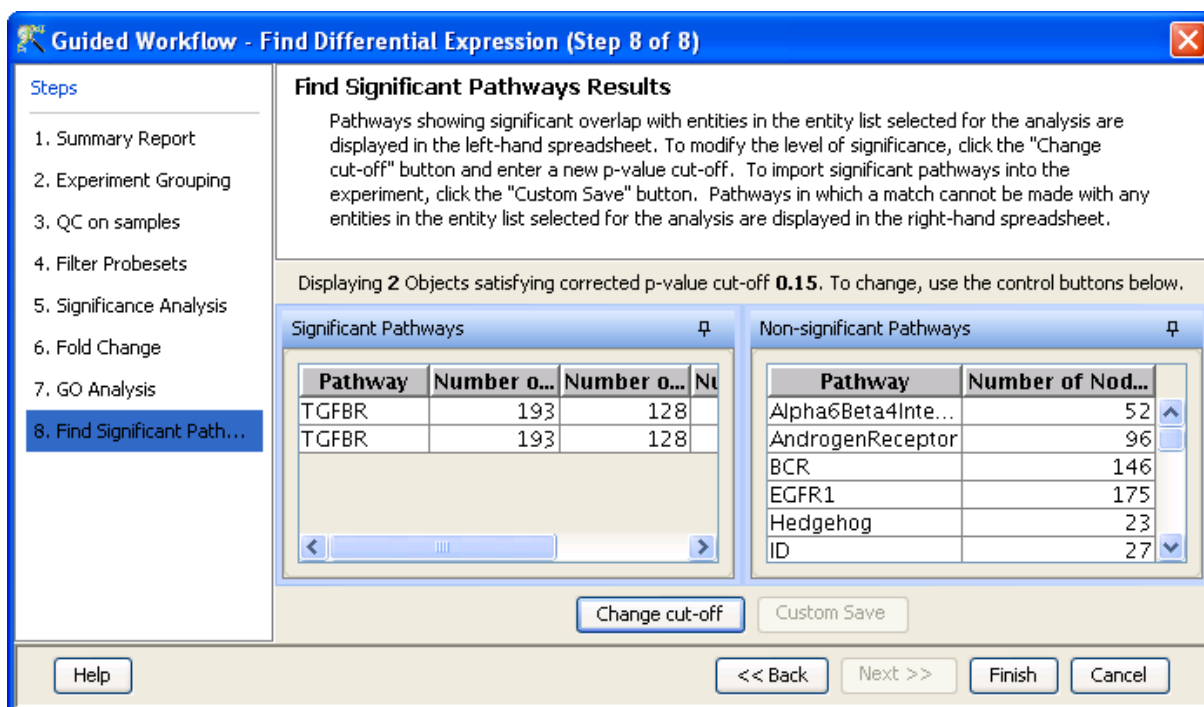 Guided Workflow - Find Differential Expression (Step 8 of 8)
Steps
1. Summary Report
2. Experiment Grouping
3. QC on samples
4. Filter Probesets
5. Significance Analysis
6. Fold Change
7. GO Analysis
8. Find Significant Path...
Find Significant Pathways Results
Pathways showing significant overlap with entities in the entity list selected for the analysis are
displayed in the left-hand spreadsheet. To modify the level of significance, click the "Change
cut-off" button and enter a new p-value cut-off. To import significant pathways into the
experiment, click the "Custom Save" button. Pathways in which a match cannot be made with any
entities in the entity list selected for the analysis are displayed in the right-hand spreadsheet.
Displaying 2 Objects satisfying corrected p-value cut-off 0.15. To change, use the control buttons below.
Significant Pathways
Pathway Number o... Number o... Nu
TGFBR 193 128
TGFBR 193 128
Non-significant Pathways
Pathway Number of Nod...
Alpha6Beta4Inte... 52
AndrogenReceptor 96
BCR 146
EGFR1 175
Hedgehog 23
ID 27
Change cut-off Custom Save
Help << Back Next >> Finish Cancel